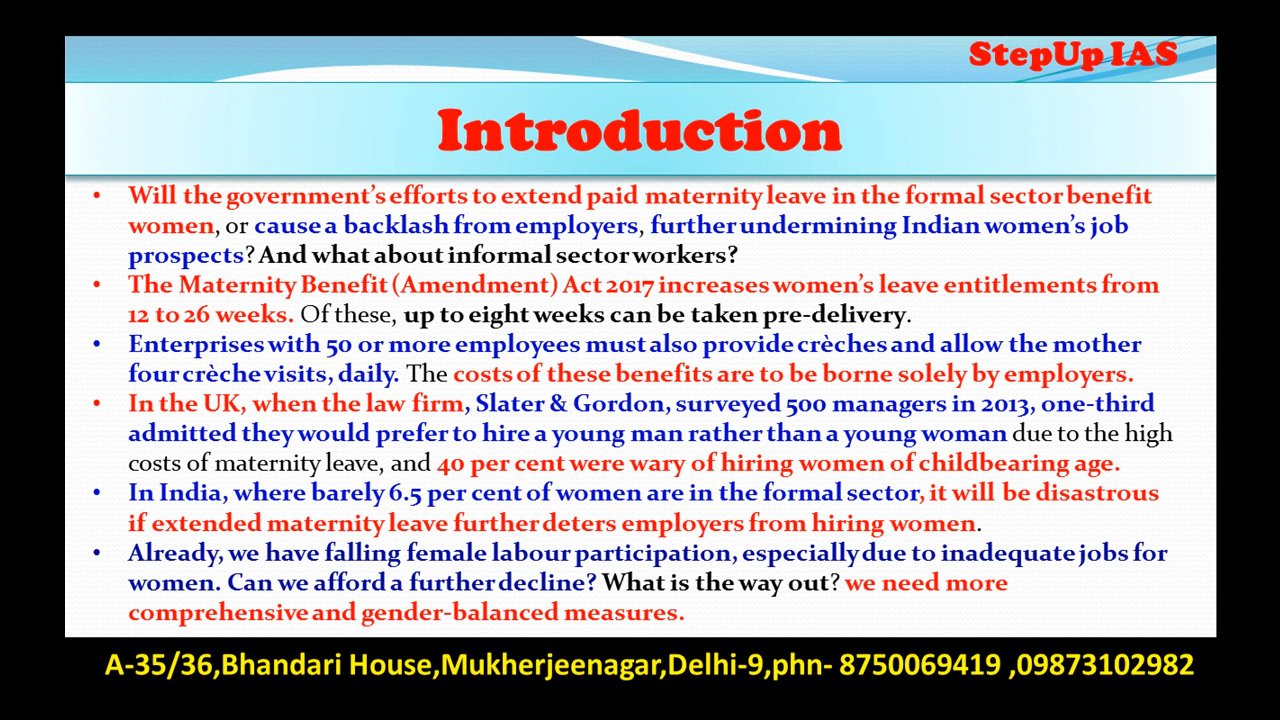 StepUp IAS
Introduction
• Will the government’s efforts to extend paid maternity leave in the formal sector benefit
women, or cause a backlash from employers, further undermining Indian women’s job
prospects? And what about informal sector workers?
• The Maternity Benefit (Amendment) Act 2017 increases women’s leave entitlements from
12 to 26 weeks. Of these, up to eight weeks can be taken pre-delivery.
• Enterprises with 50 or more employees must also provide crèches and allow the mother
four crèche visits, daily. The costs of these benefits are to be borne solely by employers.
• In the UK, when the law firm, Slater & Gordon, surveyed 500 managers in 2013, one-third
admitted they would prefer to hire a young man rather than a young woman due to the high
costs of maternity leave, and 40 per cent were wary of hiring women of childbearing age.
• In India, where barely 6.5 per cent of women are in the formal sector, it will be disastrous
if extended maternity leave further deters employers from hiring women.
• Already, we have falling female labour participation, especially due to inadequate jobs for
women. Can we afford a further decline? What is the way out? we need more
comprehensive and gender-balanced measures.
A-35/36,Bhandari House,Mukherjeenagar,Delhi-9,phn- 8750069419 ,09873102982